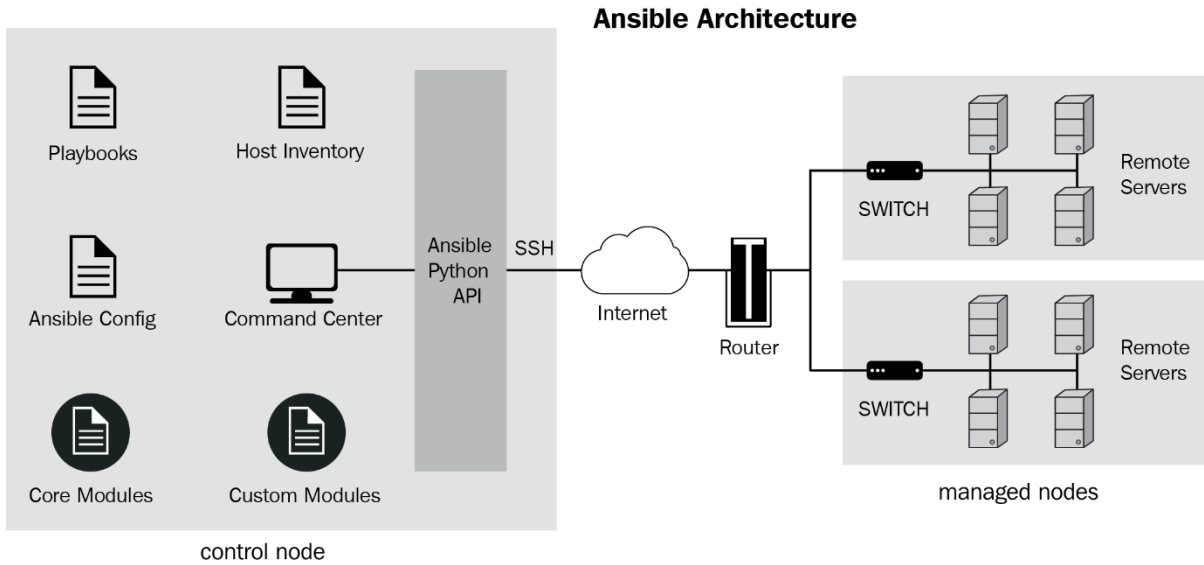 Ansible Architecture
Playbooks
Host Inventory
Ansible Config
Command Center
Core Modules
Custom Modules
Ansible
Python
API
SSH
Internet
Router
SWITCH
Remote
Servers
SWITCH
Remote
Servers
control node
managed nodes